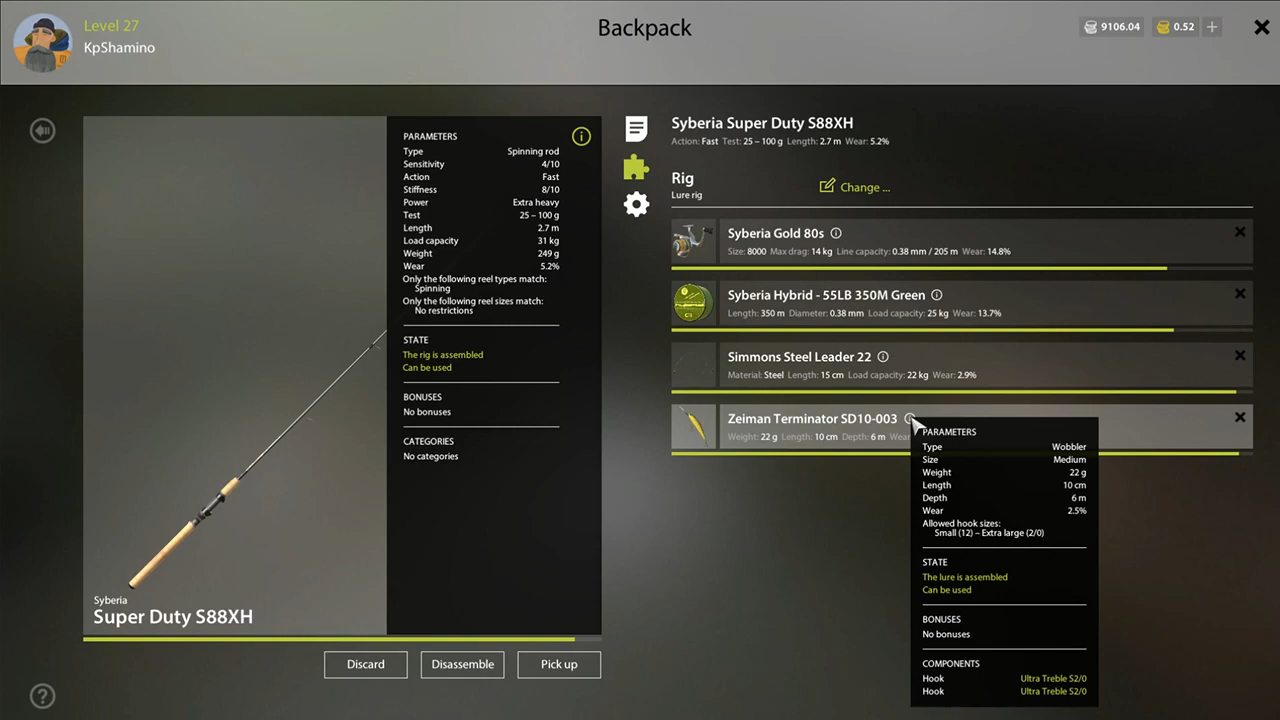 Level 27
KpShamino
Backpack
9106.04
0.52
PARAMETERS
Type Spinning rod
Sensitivity 4/10
Action Fast
Stiffness 8/10
Power Extra heavy
Test 25 – 100 g
Length 2.7 m
Load capacity 31 kg
Weight 249 g
Wear 5.2%
Only the following reel types match:
Spinning
Only the following reel sizes match:
No restrictions
STATE
The rig is assembled
Can be used
BONUSES
No bonuses
CATEGORIES
No categories
Syberia
Super Duty S88XH
Discard
Disassemble
Pick up
Syberia Super Duty S88XH
Action: Fast Test: 25 – 100 g Length: 2.7 m Wear: 5.2%
Rig
Lure rig
Change ...
Syberia Gold 80s
Size: 8000 Max drag: 14 kg Line capacity: 0.38 mm / 205 m Wear: 14.8%
Syberia Hybrid - 55LB 350M Green
Length: 350 m Diameter: 0.38 mm Load capacity: 25 kg Wear: 13.7%
Simmons Steel Leader 22
Material: Steel Length: 15 cm Load capacity: 22 kg Wear: 2.9%
Zeiman Terminator SD10-003
Weight: 22 g Length: 10 cm Depth: 6 m Wear
PARAMETERS
Type Wobbler
Size Medium
Weight 22 g
Length 10 cm
Depth 6 m
Wear 2.5%
Allowed hook sizes:
Small (12) – Extra large (2/0)
STATE
The lure is assembled
Can be used
BONUSES
No bonuses
COMPONENTS
Hook Ultra Treble S2/0
Hook Ultra Treble S2/0